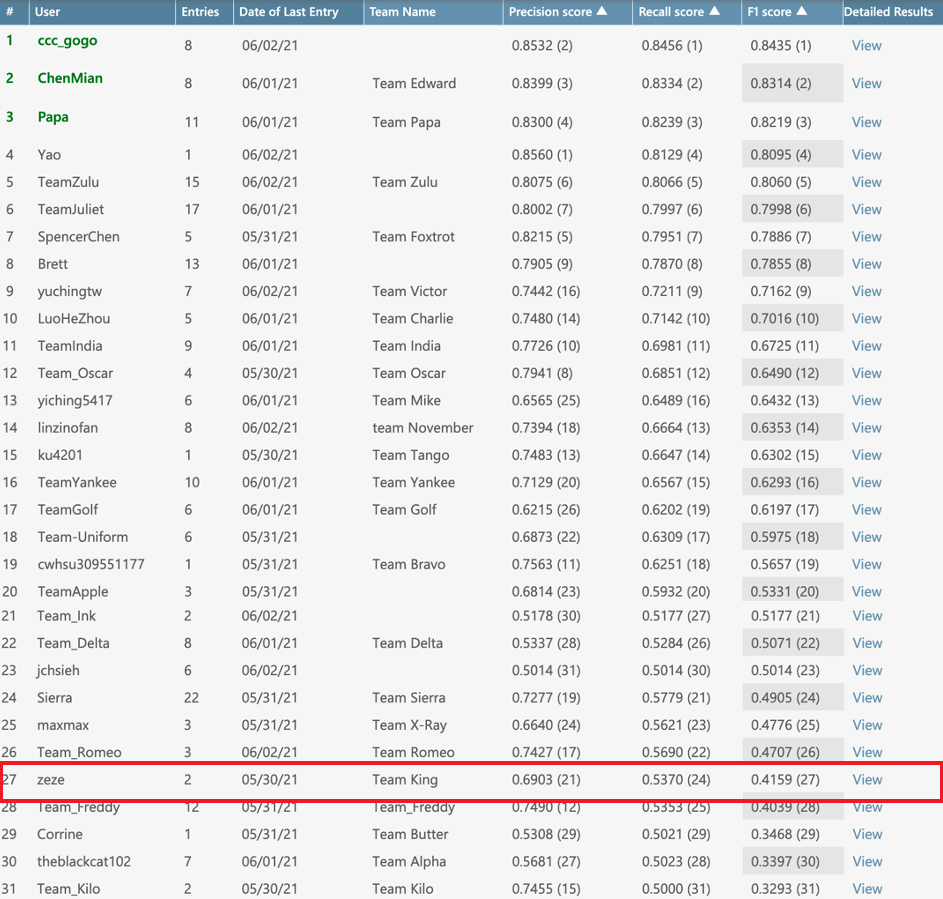 # User Entries Date of Last Entry Team Name Precision score ▲ Recall score ▲ F1 score ▲ Detailed Results
1 ccc_gogo 8 06/02/21 0.8532 (2) 0.8456 (1) 0.8435 (1) View
2 ChenMian 8 06/01/21 Team Edward 0.8399 (3) 0.8334 (2) 0.8314 (2) View
3 Papa 11 06/01/21 Team Papa 0.8300 (4) 0.8239 (3) 0.8219 (3) View
4 Yao 1 06/02/21 0.8560 (1) 0.8129 (4) 0.8095 (4) View
5 TeamZulu 15 06/02/21 Team Zulu 0.8075 (6) 0.8066 (5) 0.8060 (5) View
6 TeamJuliet 17 06/01/21 0.8002 (7) 0.7997 (6) 0.7998 (6) View
7 SpencerChen 5 05/31/21 Team Foxtrot 0.8215 (5) 0.7951 (7) 0.7886 (7) View
8 Brett 13 06/01/21 0.7905 (9) 0.7870 (8) 0.7855 (8) View
9 yuchingtw 7 06/02/21 Team Victor 0.7442 (16) 0.7211 (9) 0.7162 (9) View
10 LuoHeZhou 5 06/01/21 Team Charlie 0.7480 (14) 0.7142 (10) 0.7016 (10) View
11 TeamIndia 9 06/01/21 Team India 0.7726 (10) 0.6981 (11) 0.6725 (11) View
12 Team_Oscar 4 05/30/21 Team Oscar 0.7941 (8) 0.6851 (12) 0.6490 (12) View
13 yiching5417 6 06/01/21 Team Mike 0.6565 (25) 0.6489 (16) 0.6432 (13) View
14 linzinofan 8 06/02/21 team November 0.7394 (18) 0.6664 (13) 0.6353 (14) View
15 ku4201 1 05/30/21 Team Tango 0.7483 (13) 0.6647 (14) 0.6302 (15) View
16 TeamYankee 10 06/01/21 Team Yankee 0.7129 (20) 0.6567 (15) 0.6293 (16) View
17 TeamGolf 6 06/01/21 Team Golf 0.6215 (26) 0.6202 (19) 0.6197 (17) View
18 Team-Uniform 6 05/31/21 0.6873 (22) 0.6309 (17) 0.5975 (18) View
19 cwhsu309551177 1 05/31/21 Team Bravo 0.7563 (11) 0.6251 (18) 0.5657 (19) View
20 TeamApple 3 05/31/21 0.6814 (23) 0.5932 (20) 0.5331 (20) View
21 Team_Ink 2 06/02/21 0.5178 (30) 0.5177 (27) 0.5177 (21) View
22 Team_Delta 8 06/01/21 Team Delta 0.5337 (28) 0.5284 (26) 0.5071 (22) View
23 jchsieh 6 06/02/21 0.5014 (31) 0.5014 (30) 0.5014 (23) View
24 Sierra 22 05/31/21 Team Sierra 0.7277 (19) 0.5779 (21) 0.4905 (24) View
25 maxmax 3 05/31/21 Team X-Ray 0.6640 (24) 0.5621 (23) 0.4776 (25) View
26 Team_Romeo 3 06/02/21 Team Romeo 0.7427 (17) 0.5690 (22) 0.4707 (26) View
27 zeze 2 05/30/21 Team King 0.6903 (21) 0.5370 (24) 0.4159 (27) View
28 Team_Freddy 12 05/31/21 Team_Freddy 0.7490 (12) 0.5353 (25) 0.4039 (28) View
29 Corrine 1 05/31/21 Team Butter 0.5308 (29) 0.5021 (29) 0.3468 (29) View
30 theblackcat102 7 06/01/21 Team Alpha 0.5681 (27) 0.5023 (28) 0.3397 (30) View
31 Team_Kilo 2 05/30/21 Team Kilo 0.7455 (15) 0.5000 (31) 0.3293 (31) View